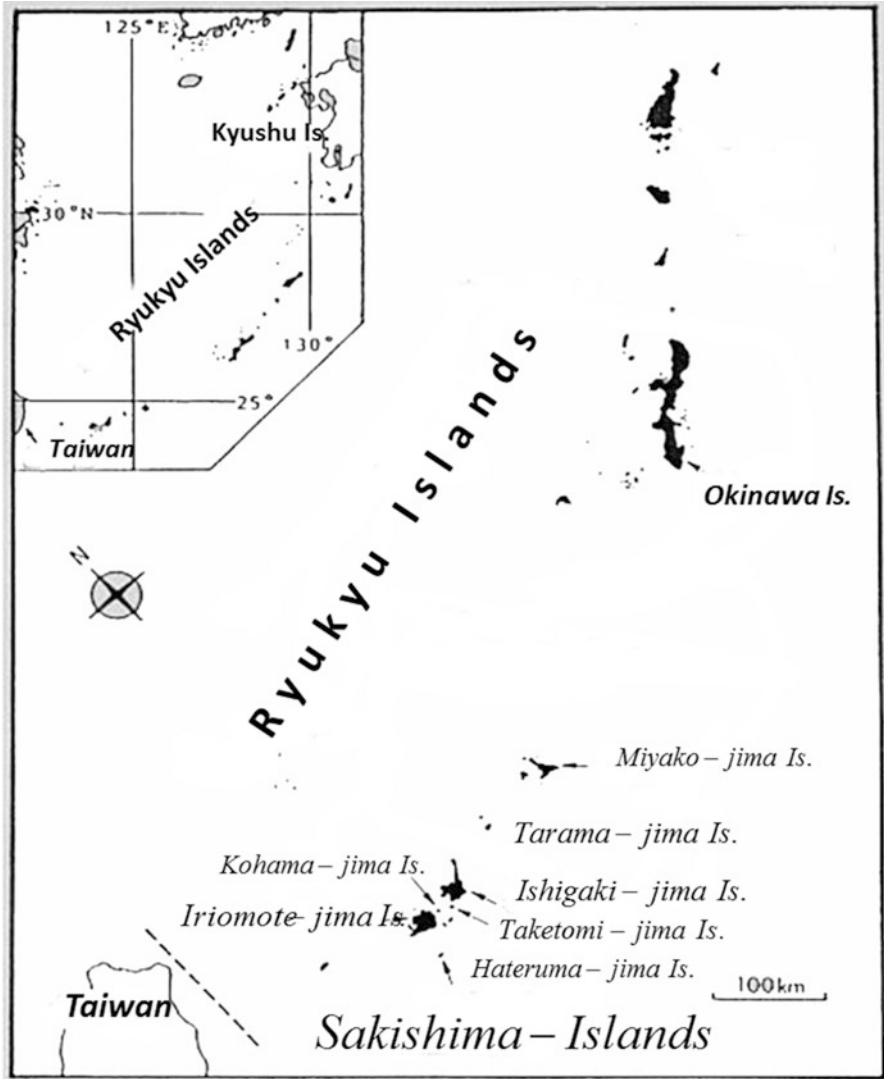 125°E
Kyushu Is.
30°N
Ryukyu Islands
130°
25°
Taiwan
Ryukyu Islands
Okinawa Is.
N
Miyako – jima Is.
Tarama – jima Is.
Kohama – jima Is.
Ishigaki – jima Is.
Iriomote– jima Is.
Taketomi – jima Is.
Hateruma – jima Is.
100km
Taiwan
Sakishima – Islands